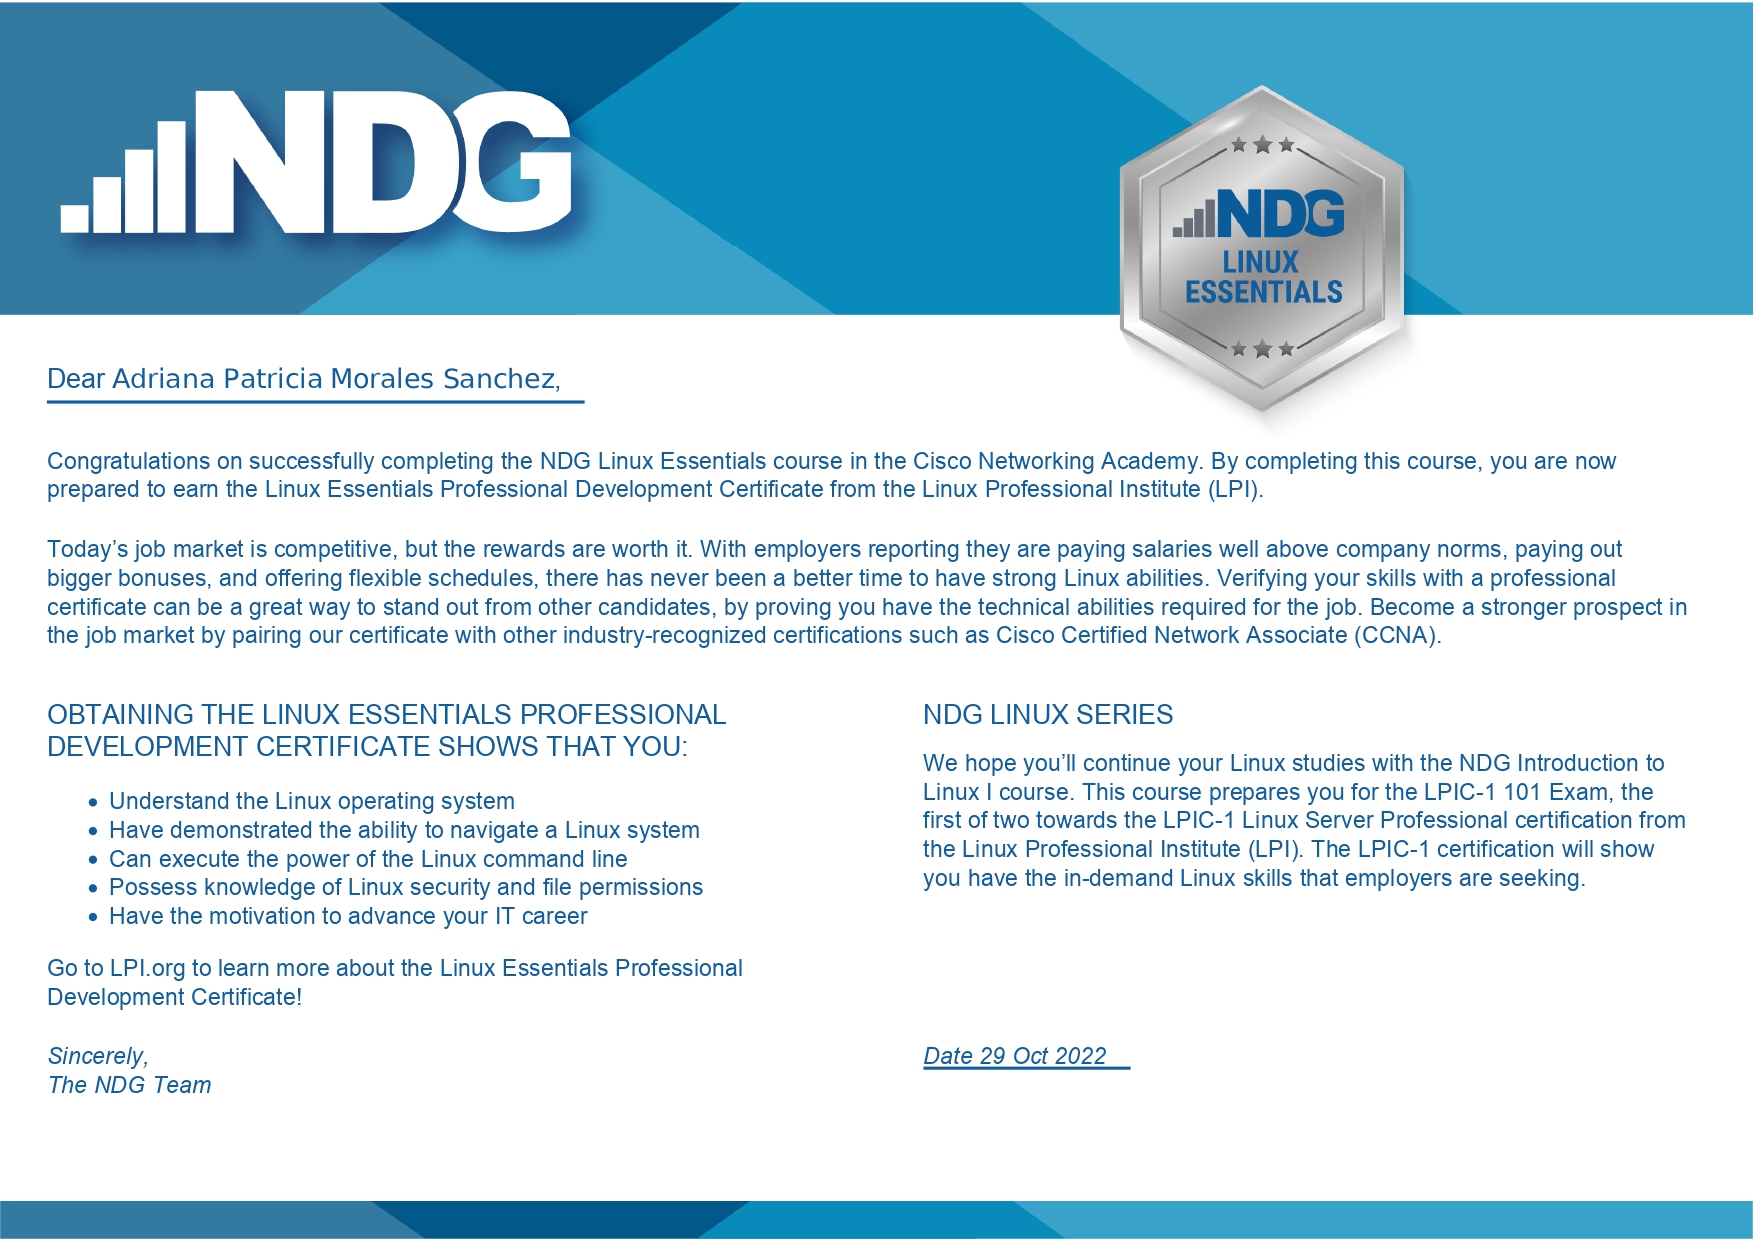 NDG
NDG
LINUX
ESSENTIALS
Dear Adriana Patricia Morales Sanchez,
Congratulations on successfully completing the NDG Linux Essentials course in the Cisco Networking Academy. By completing this course, you are now
prepared to earn the Linux Essentials Professional Development Certificate from the Linux Professional Institute (LPI).
Today’s job market is competitive, but the rewards are worth it. With employers reporting they are paying salaries well above company norms, paying out
bigger bonuses, and offering flexible schedules, there has never been a better time to have strong Linux abilities. Verifying your skills with a professional
certificate can be a great way to stand out from other candidates, by proving you have the technical abilities required for the job. Become a stronger prospect in
the job market by pairing our certificate with other industry-recognized certifications such as Cisco Certified Network Associate (CCNA).
OBTAINING THE LINUX ESSENTIALS PROFESSIONAL
DEVELOPMENT CERTIFICATE SHOWS THAT YOU:
• Understand the Linux operating system
• Have demonstrated the ability to navigate a Linux system
• Can execute the power of the Linux command line
• Possess knowledge of Linux security and file permissions
• Have the motivation to advance your IT career
Go to LPI.org to learn more about the Linux Essentials Professional
Development Certificate!
Sincerely,
The NDG Team
NDG LINUX SERIES
We hope you’ll continue your Linux studies with the NDG Introduction to
Linux I course. This course prepares you for the LPIC-1 101 Exam, the
first of two towards the LPIC-1 Linux Server Professional certification from
the Linux Professional Institute (LPI). The LPIC-1 certification will show
you have the in-demand Linux skills that employers are seeking.
Date 29 Oct 2022